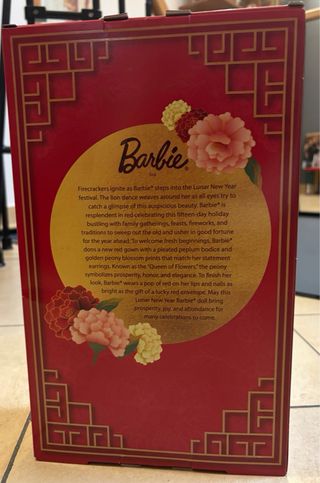 Barbie®
Firecrackers ignite as Barbie® steps into the Lunar New Year
festival. The lion dance weaves around her as all eyes try to
catch a glimpse of this auspicious beauty. Barbie® is
resplendent in red celebrating this fifteen-day holiday
bustling with family gatherings, feasts, fireworks, and
traditions to sweep out the old and usher in good fortune
for the year ahead. To welcome fresh beginnings, Barbie®
dons a new red gown with a pleated peplum bodice and
golden peony blossom prints that match her statement
earrings. Known as the "Queen of Flowers," the peony
symbolizes prosperity, honor, and elegance. To finish her
look, Barbie® wears a pop of red on her lips and nails as
bright as the gift of a lucky red envelope. May this
Lunar New Year Barbie® doll bring
prosperity, joy, and abundance for
many celebrations to come.